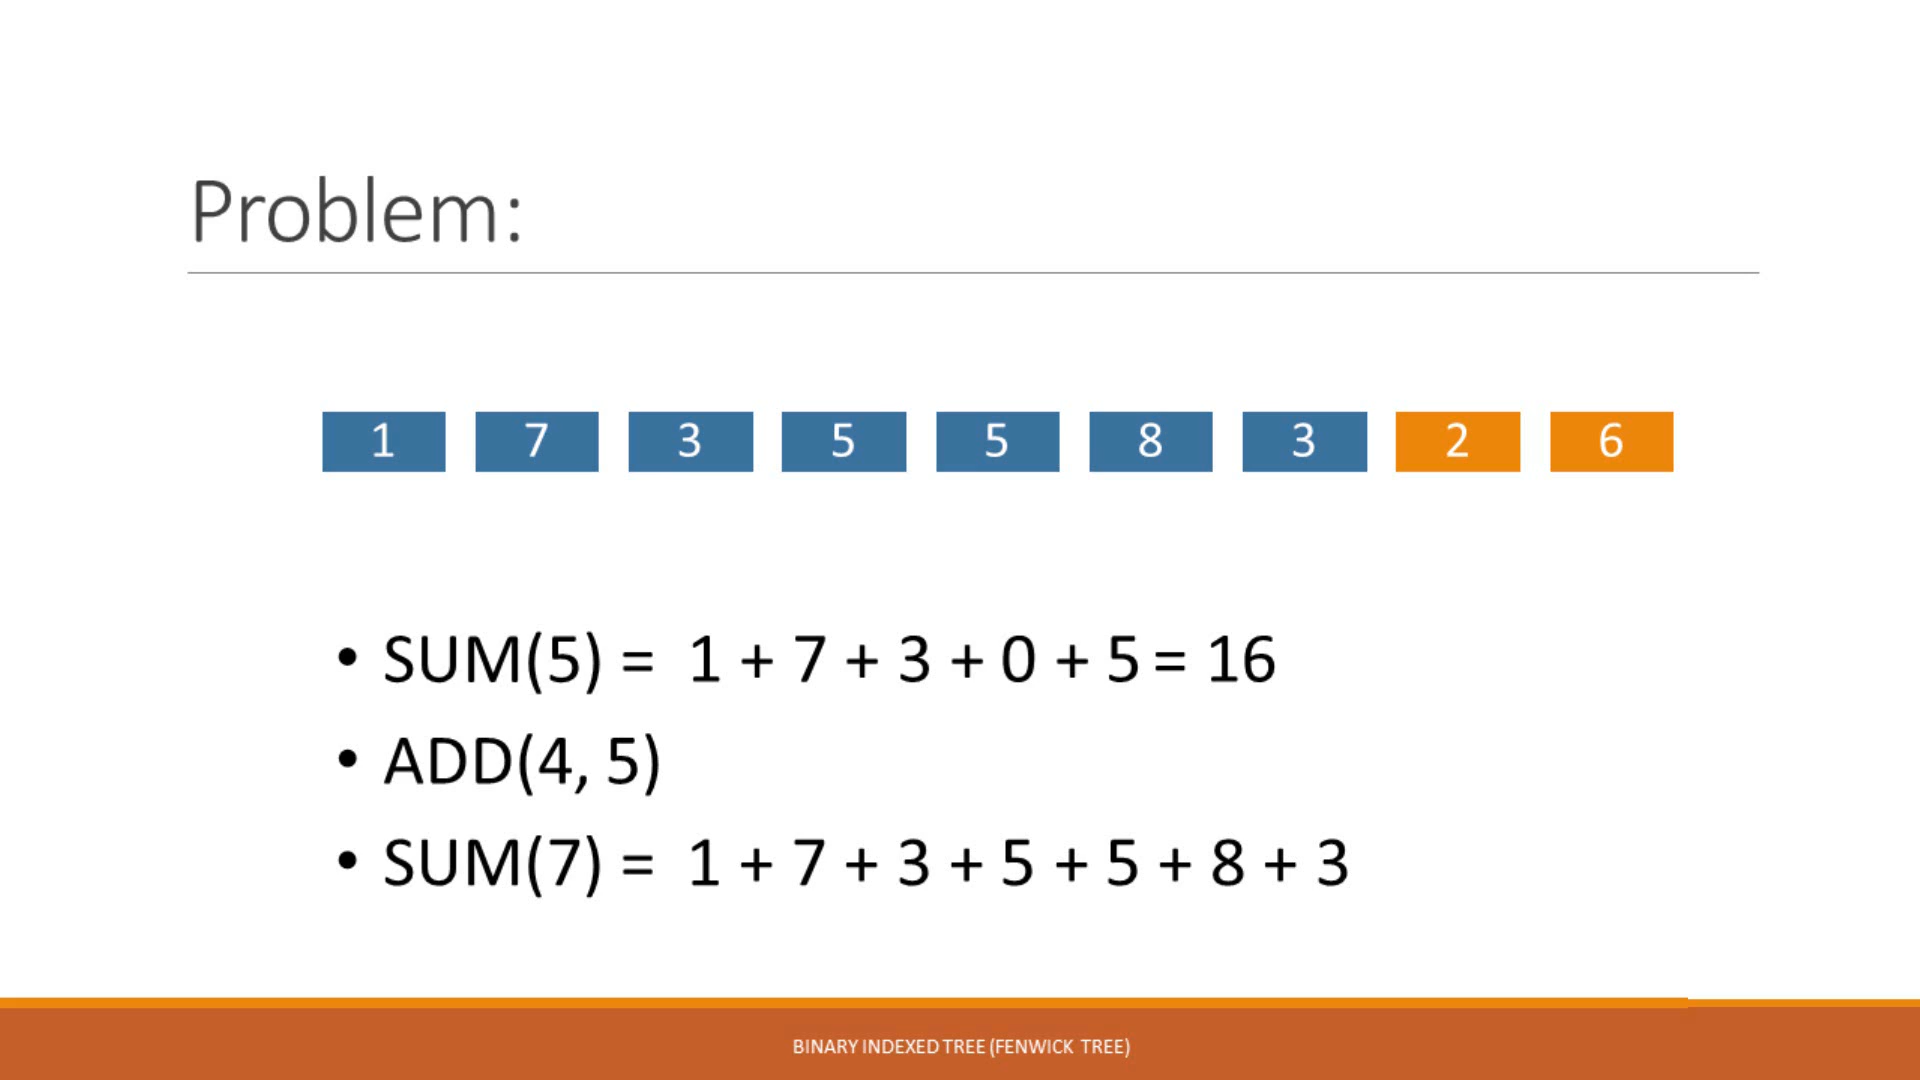 Problem:
1 7 3 5 5 8 3 2 6
• SUM(5) = 1 + 7 + 3 + 0 + 5 = 16
• ADD(4, 5)
• SUM(7) = 1 + 7 + 3 + 5 + 5 + 8 + 3
BINARY INDEXED TREE (FENWICK TREE)